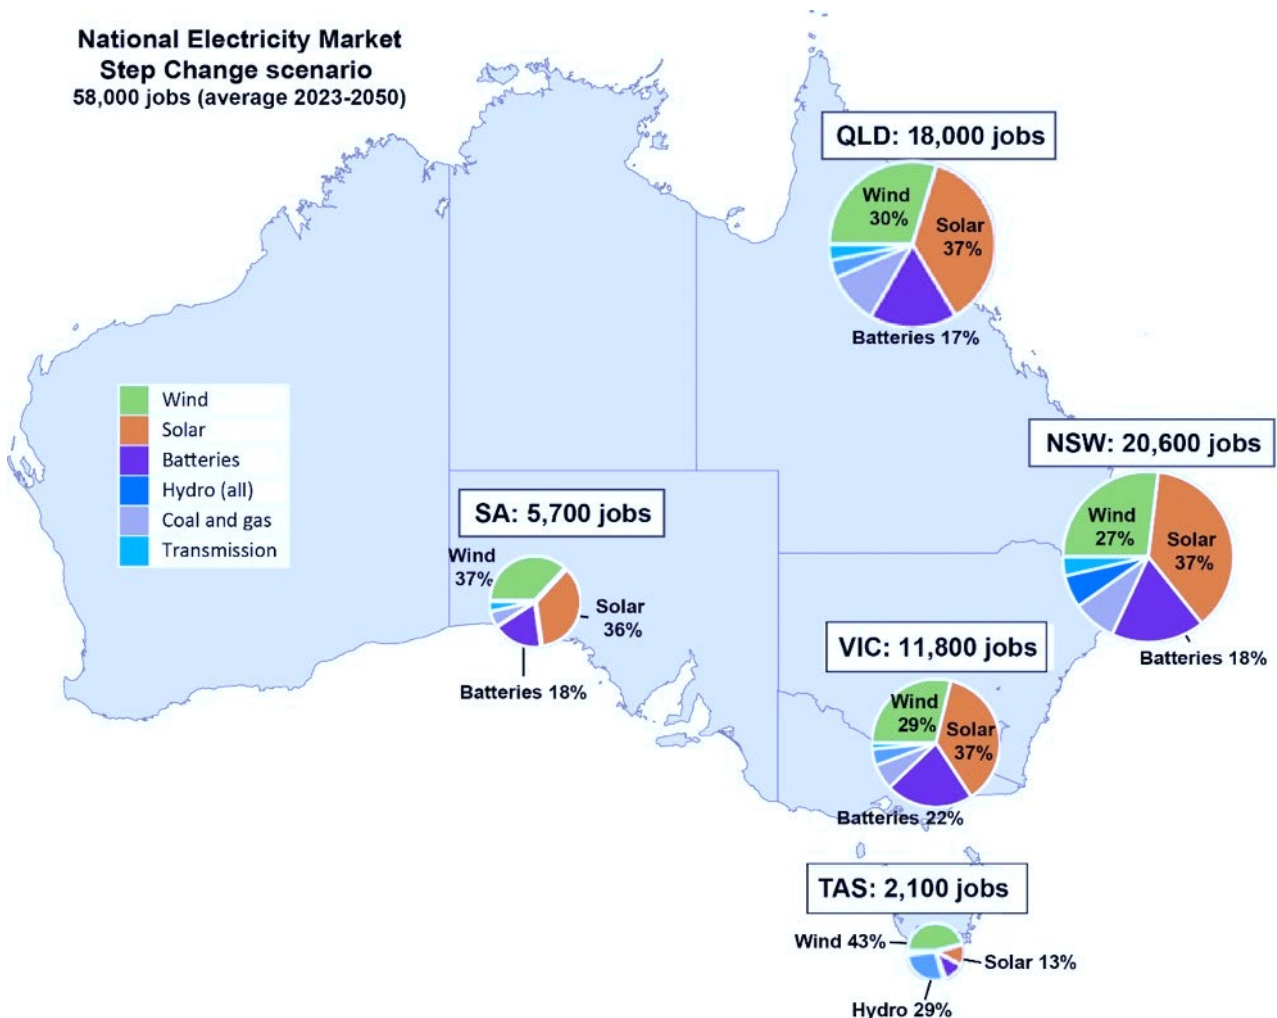 National Electricity Market
Step Change scenario
58,000 jobs (average 2023-2050)
QLD: 18,000 jobs
Wind
30%
Solar
37%
Batteries 17%
Wind
Solar
Batteries
Hydro (all)
Coal and gas
Transmission
NSW: 20,600 jobs
Wind
27%
Solar
37%
Batteries 18%
SA: 5,700 jobs
Wind
37%
Solar
36%
Batteries 18%
VIC: 11,800 jobs
Wind
29%
Solar
37%
Batteries 22%
TAS: 2,100 jobs
Wind 43%
Solar 13%
Hydro 29%